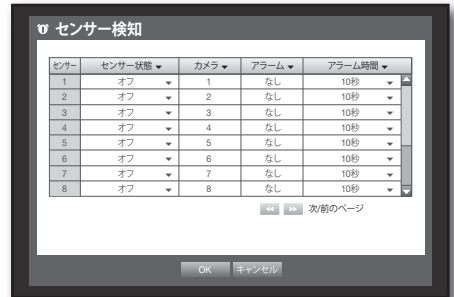 センサー検知
センサー センサー状態 カメラ アラーム アラーム時間
1 オフ 1 なし 10秒
2 オフ 2 なし 10秒
3 オフ 3 なし 10秒
4 オフ 4 なし 10秒
5 オフ 5 なし 10秒
6 オフ 6 なし 10秒
7 オフ 7 なし 10秒
8 オフ 8 なし 10秒
次/前のページ
OK キャンセル